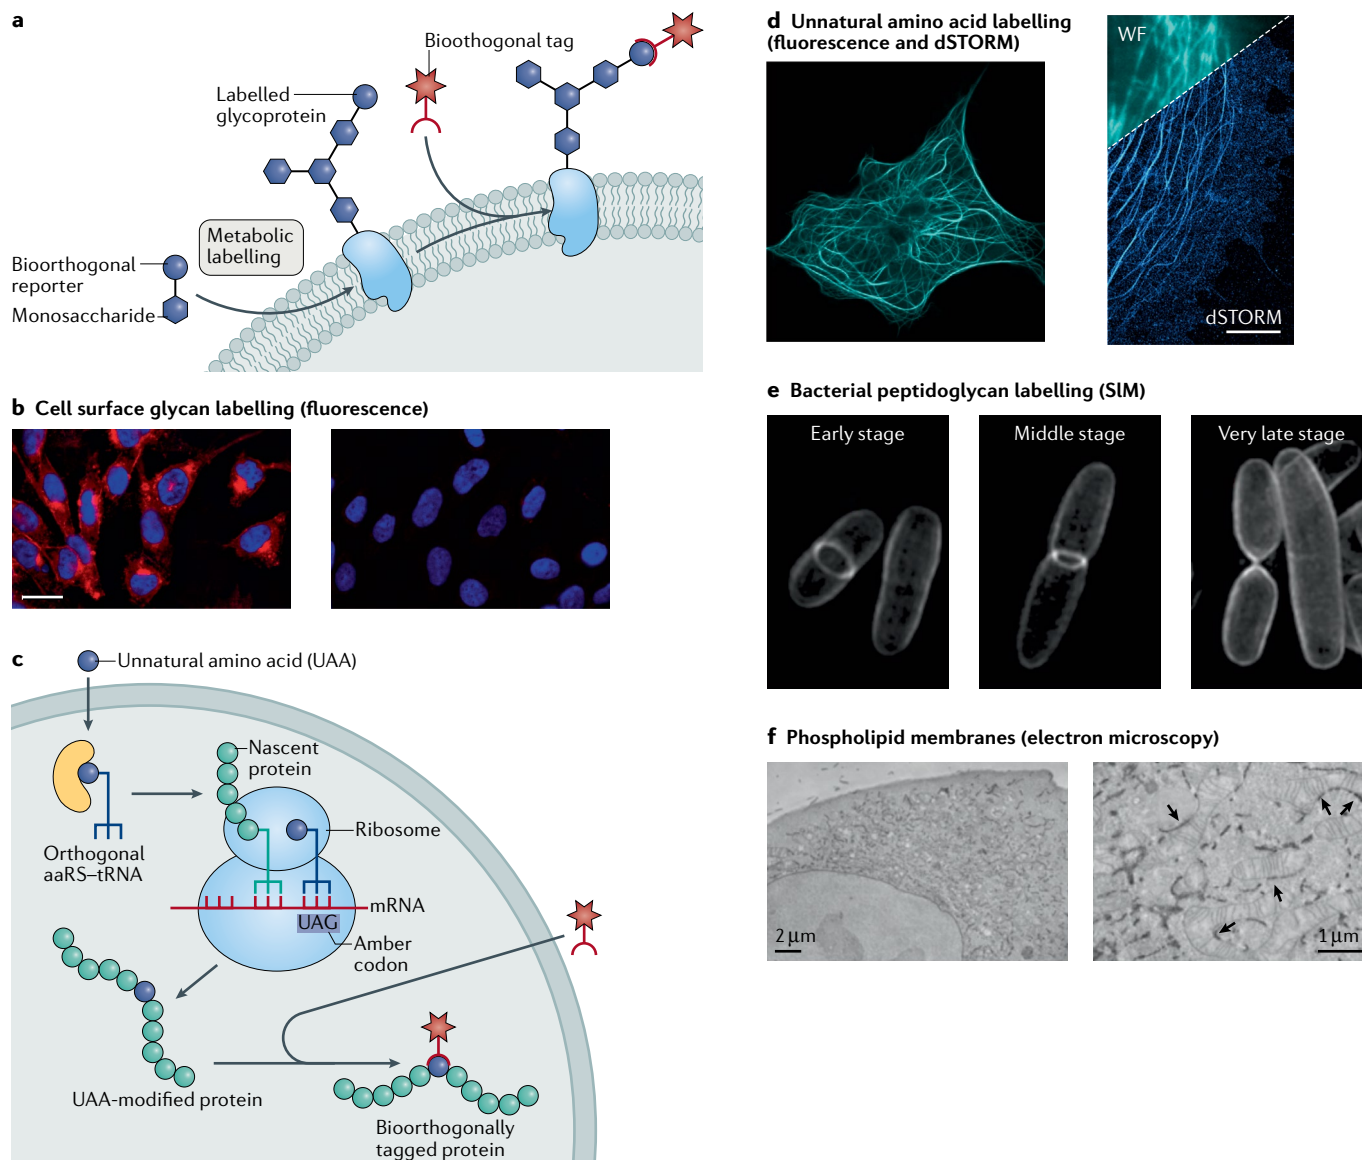 a
Bioothogonal tag
Labelled
glycoprotein
Metabolic
labelling
Bioorthogonal
reporter
Monosaccharide
b Cell surface glycan labelling (fluorescence)
c
Unnatural amino acid (UAA)
Nascent
protein
Ribosome
Orthogonal
aaRS–tRNA
mRNA
UAG
Amber
codon
UAA-modified protein
Bioorthogonally
tagged protein
d Unnatural amino acid labelling
(fluorescence and dSTORM)
WF
dSTORM
e Bacterial peptidoglycan labelling (SIM)
Early stage
Middle stage
Very late stage
f Phospholipid membranes (electron microscopy)
2 μm
1 μm